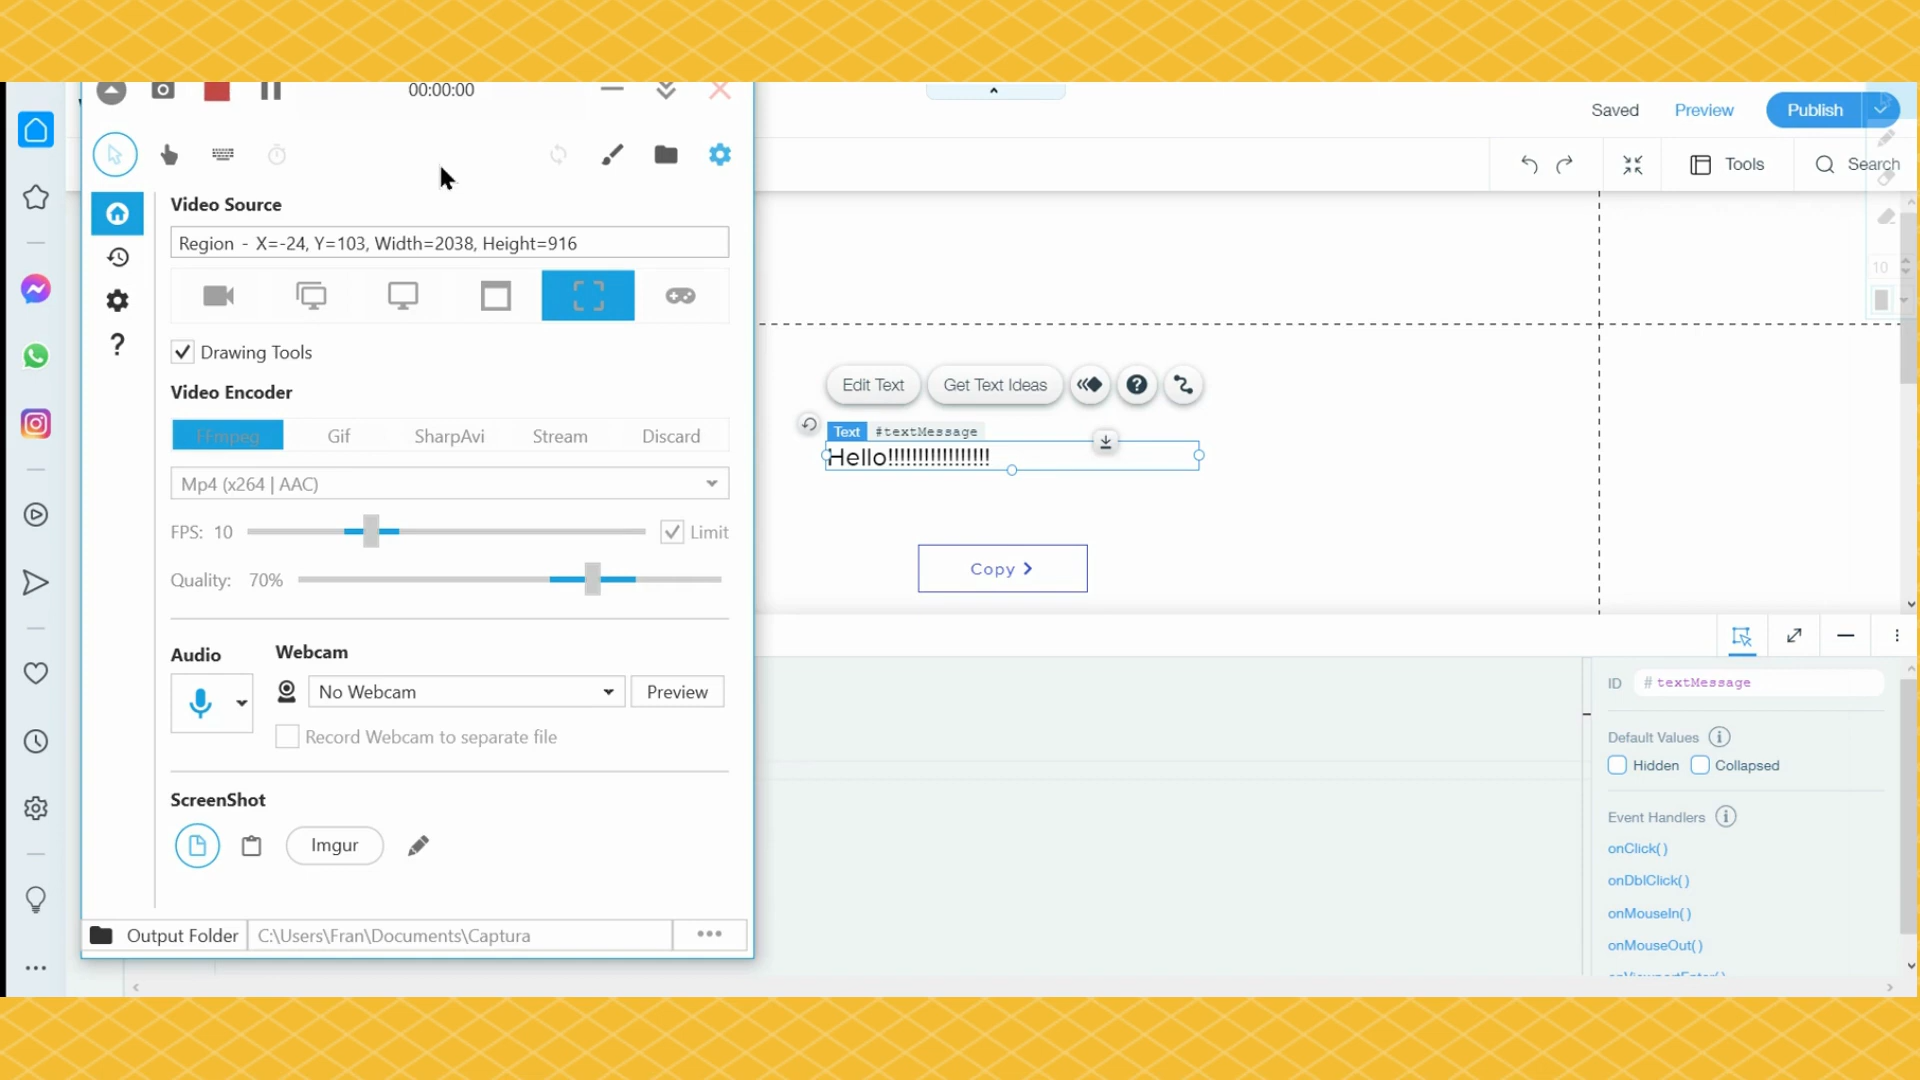 00:00:00
Saved
Preview
Publish
Tools
Search
Video Source
Region - X=-24, Y=103, Width=2038, Height=916
Drawing Tools
Video Encoder
FFmpeg
Gif
SharpAvi
Stream
Discard
Mp4 (x264 | AAC)
FPS: 10
Limit
Quality: 70%
Audio
Webcam
No Webcam
Preview
Record Webcam to separate file
ScreenShot
Imgur
Output Folder
C:\Users\Fran\Documents\Captura
10
Edit Text
Get Text Ideas
Text
#textMessage
Hello!!!!!!!!!!!!!!!!!
Copy
ID
# textMessage
Default Values
Hidden
Collapsed
Event Handlers
onClick( )
onDblClick( )
onMouseIn( )
onMouseOut( )